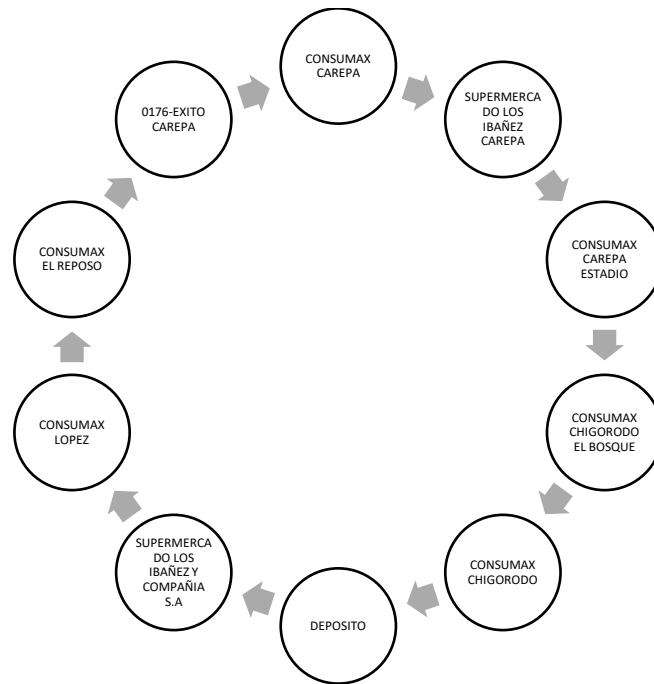 CONSUMAX
CAREPA
SUPERMERCA
DO LOS
IBAÑEZ
CAREPA
CONSUMAX
CAREPA
ESTADIO
CONSUMAX
CHIGORODO
EL BOSQUE
CONSUMAX
CHIGORODO
DEPOSITO
SUPERMERCA
DO LOS
IBAÑEZ Y
COMPAÑIA
S.A
CONSUMAX
LOPEZ
CONSUMAX
EL REPOSO
0176-EXITO
CAREPA